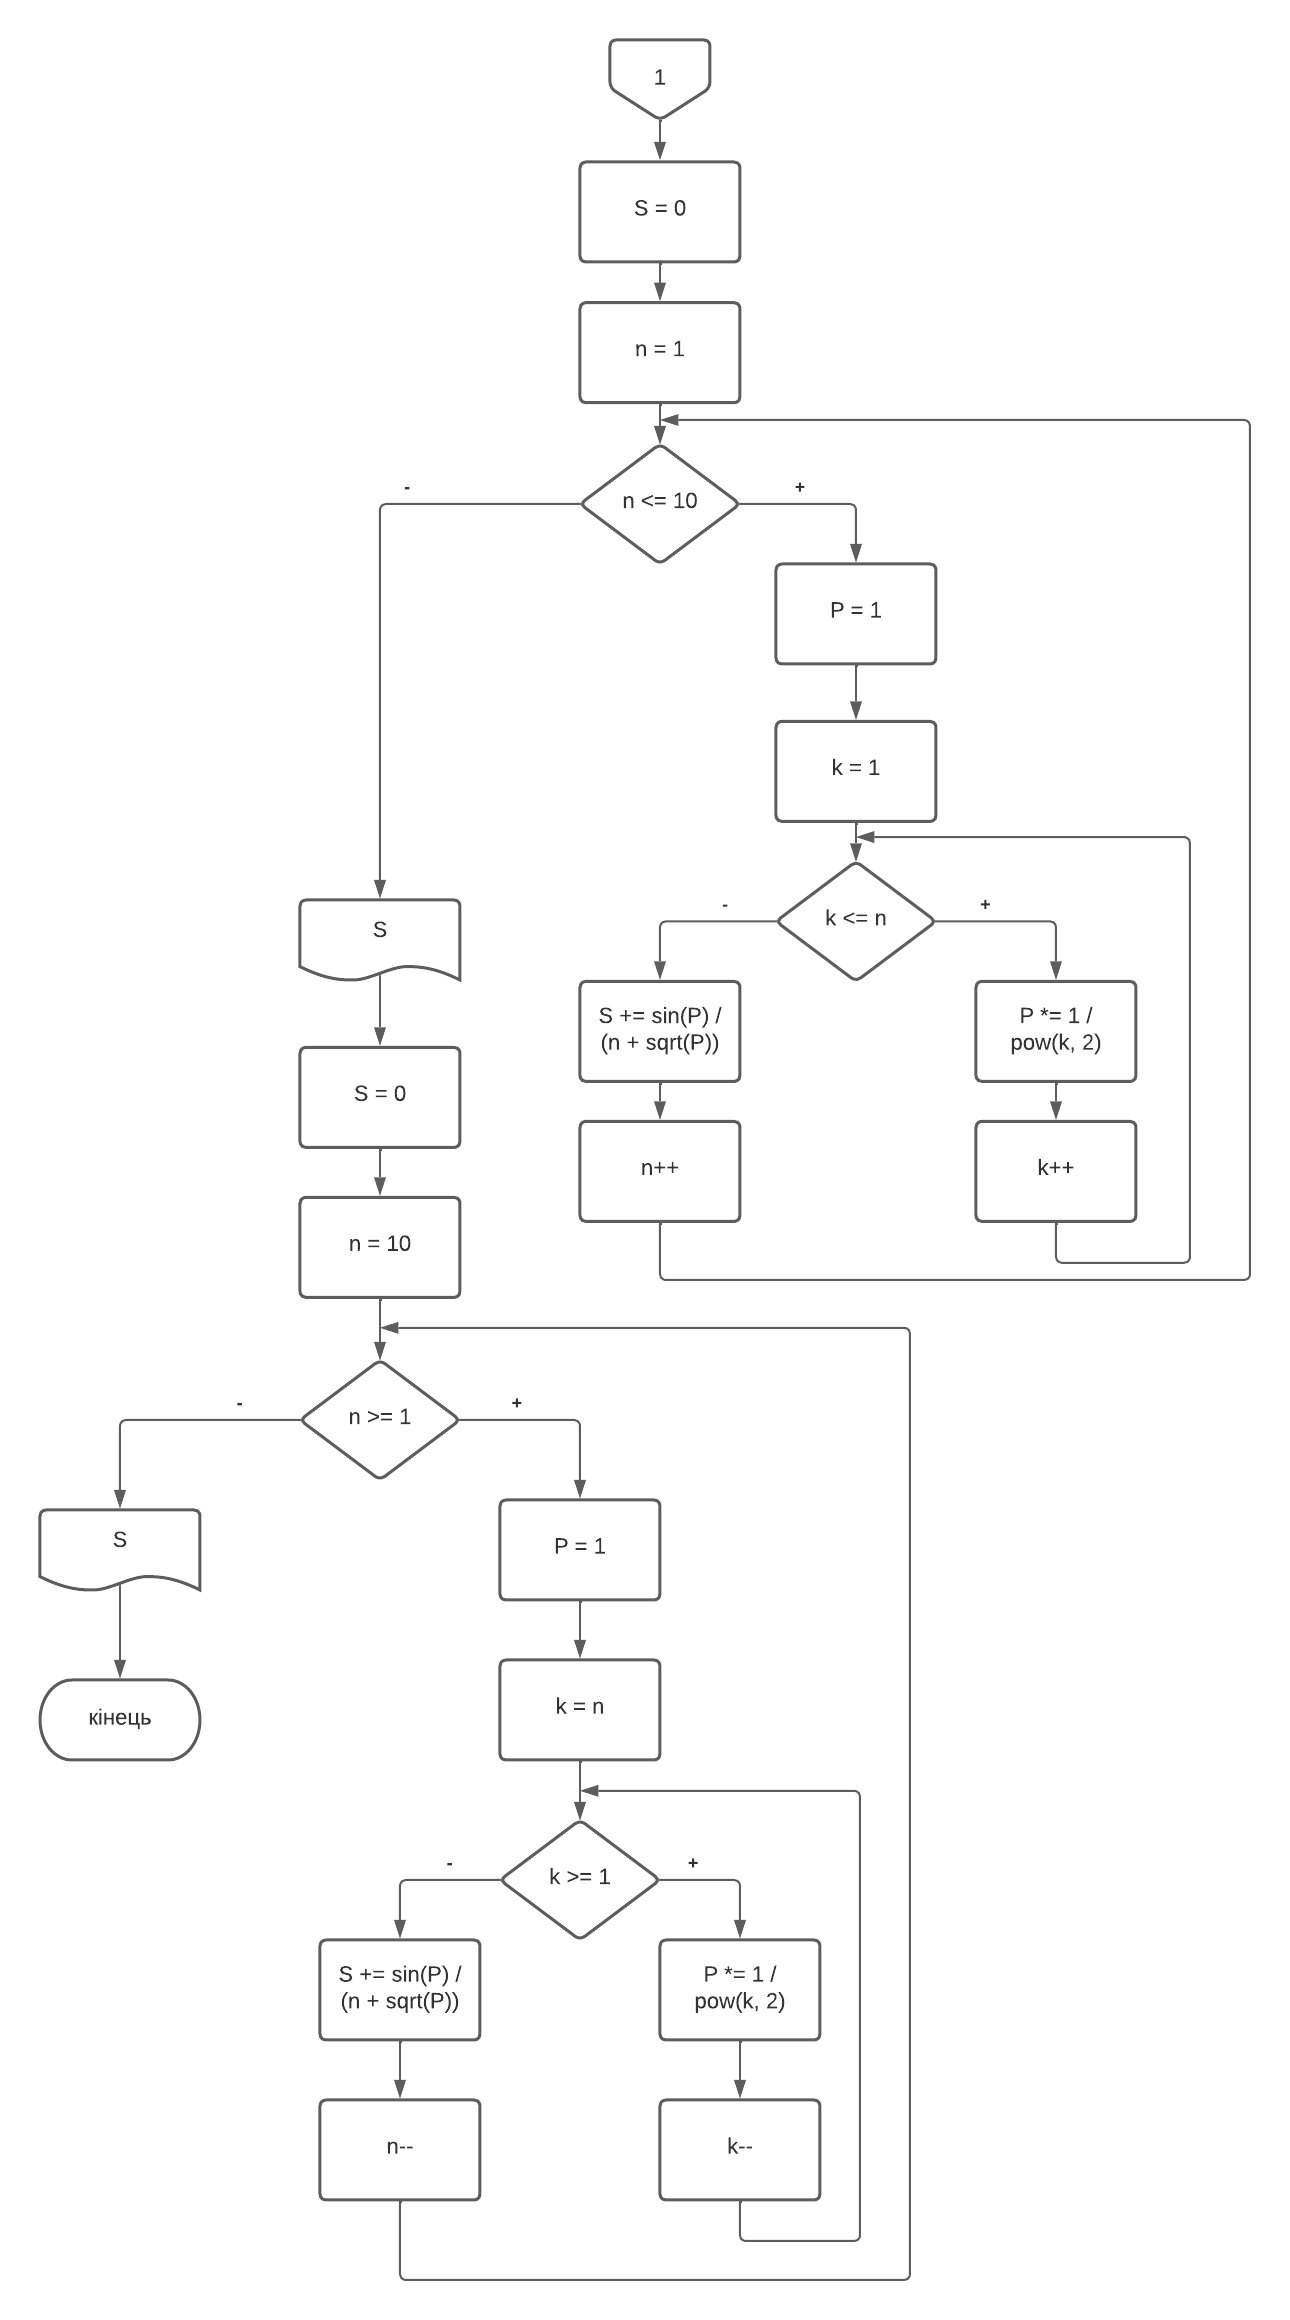 1
S = 0
n = 1
n <= 10
-
+
P = 1
k = 1
k <= n
-
+
S += sin(P) /
(n + sqrt(P))
P *= 1 /
pow(k, 2)
n++
k++
S
S = 0
n = 10
n >= 1
-
+
S
кінець
P = 1
k = n
k >= 1
-
+
S += sin(P) /
(n + sqrt(P))
P *= 1 /
pow(k, 2)
n--
k--